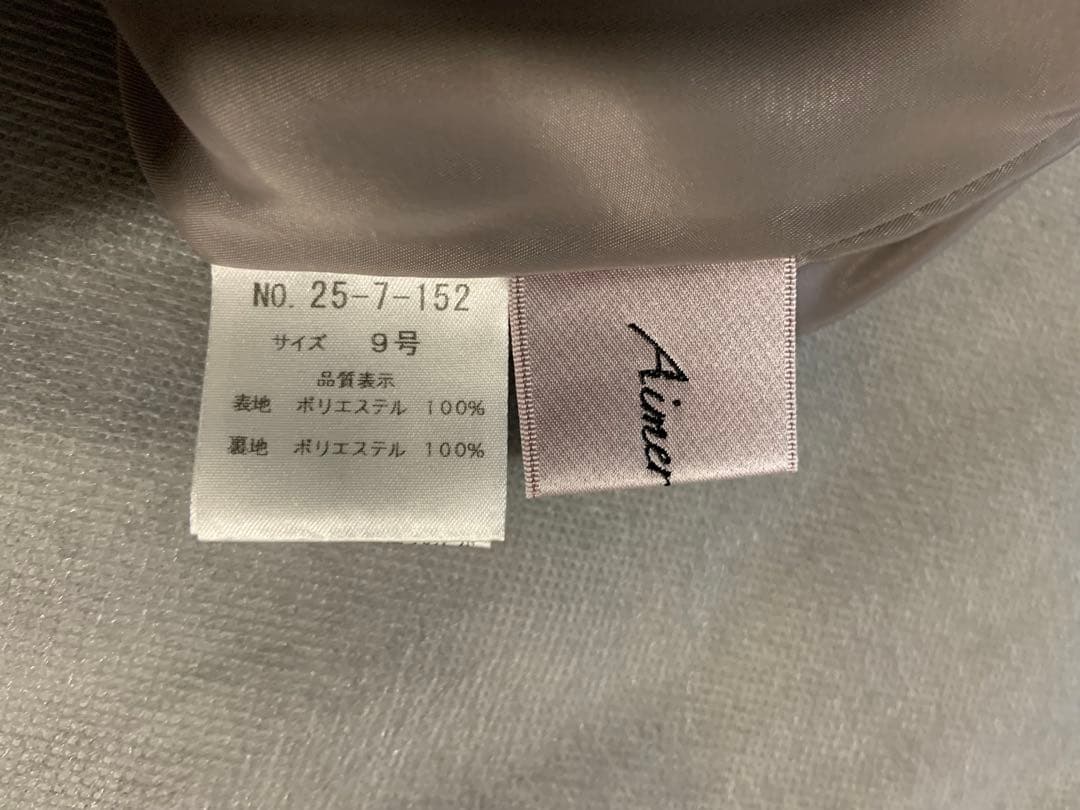 NO. 25-7-152
サイズ 9号
品質表示
表地 ポリエステル 100%
裏地 ポリエステル 100%
Aimer